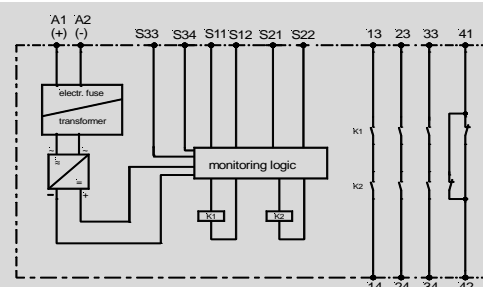 A1 A2
(+) (-) S33 S34 S11 S12 S21 S22 13 23 33 41
electr. fuse
transformer
~ ~
≈
=
− +
monitoring logic
K1 K2
K1
K2
14 24 34 42